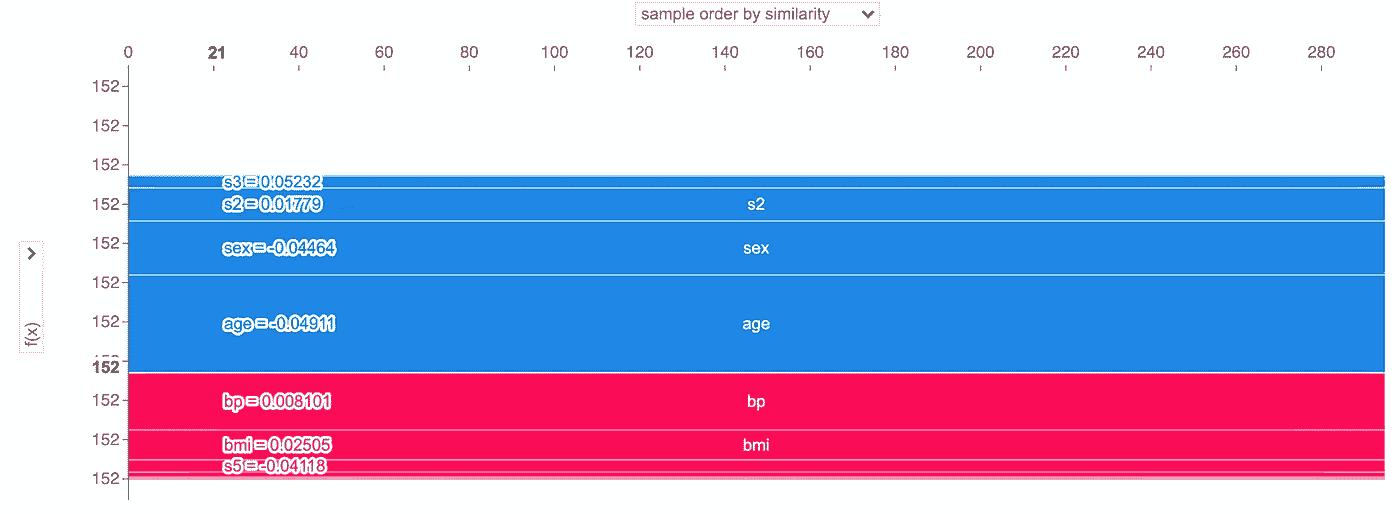 sample order by similarity
0 21 40 60 80 100 120 140 160 180 200 220 240 260 280
152
152
152
s3 = 0.05232
152 s2 = 0.01779 s2
152 sex = -0.04464 sex
152
152 age = -0.04911 age
152
152
152 bp = 0.008101 bp
152 bmi = 0.02505 bmi
s5 = -0.04118
152
f(x)